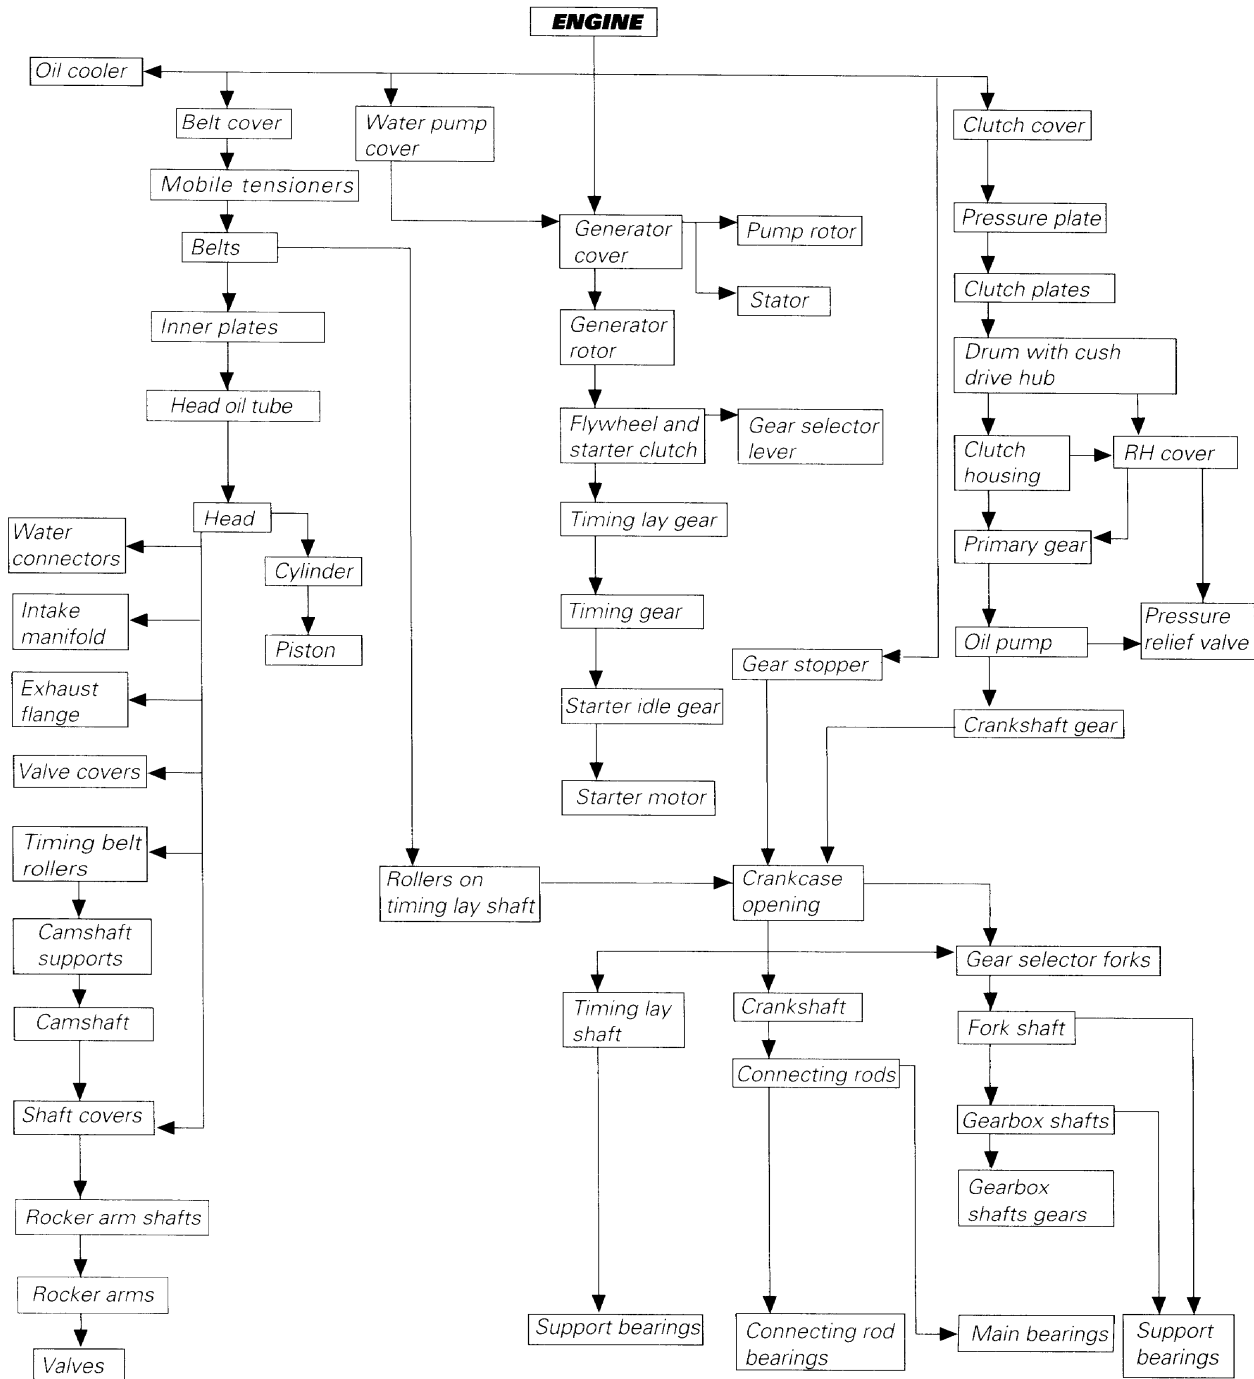 ENGINE
Oil cooler
Belt cover
Water pump
cover
Clutch cover
Mobile tensioners
Pressure plate
Generator
cover
Pump rotor
Belts
Clutch plates
Stator
Inner plates
Generator
rotor
Drum with cush
drive hub
Head oil tube
Flywheel and
starter clutch
Gear selector
lever
Clutch
housing
RH cover
Head
Timing lay gear
Water
connectors
Primary gear
Cylinder
Intake
manifold
Timing gear
Pressure
relief valve
Piston
Gear stopper
Oil pump
Exhaust
flange
Starter idle gear
Crankshaft gear
Valve covers
Starter motor
Timing belt
rollers
Rollers on
timing lay shaft
Crankcase
opening
Camshaft
supports
Gear selector forks
Timing lay
shaft
Crankshaft
Camshaft
Fork shaft
Connecting rods
Shaft covers
Gearbox shafts
Gearbox
shafts gears
Rocker arm shafts
Rocker arms
Support bearings
Connecting rod
bearings
Main bearings
Support
bearings
Valves